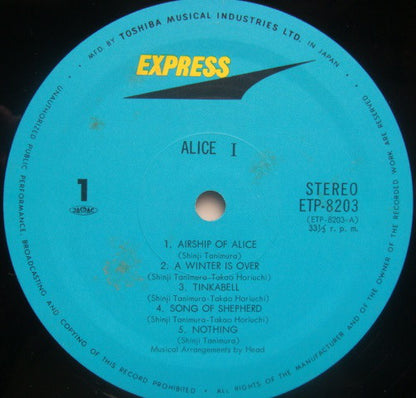 MFD BY TOSHIBA MUSICAL INDUSTRIES LTD. IN JAPAN
EXPRESS
ALICE I
1
STEREO
ETP-8203
(ETP-8203-A)
33⅓ r. p. m.
JASRAC
1. AIRSHIP OF ALICE
(Shinji Tanimura)
2. A WINTER IS OVER
(Shinji Tanimura-Takao Horiuchi)
3. TINKABELL
(Shinji Tanimura-Takao Horiuchi)
4. SONG OF SHEPHERD
(Shinji Tanimura-Takao Horiuchi)
5. NOTHING
(Shinji Tanimura)
Musical Arrangements by Head
UNAUTHORIZED PUBLIC PERFORMANCE, BROADCASTING AND COPYING OF THIS RECORD PROHIBITED • ALL RIGHTS OF THE MANUFACTURER AND OF THE OWNER OF THE RECORDED WORK ARE RESERVED